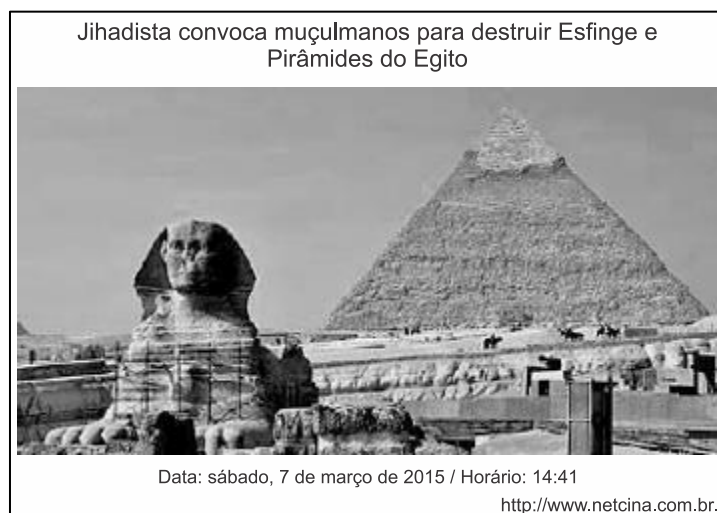 Jihadista convoca muçulmanos para destruir Esfinge e
Pirâmides do Egito
Data: sábado, 7 de março de 2015 / Horário: 14:41
http://www.netcina.com.br.